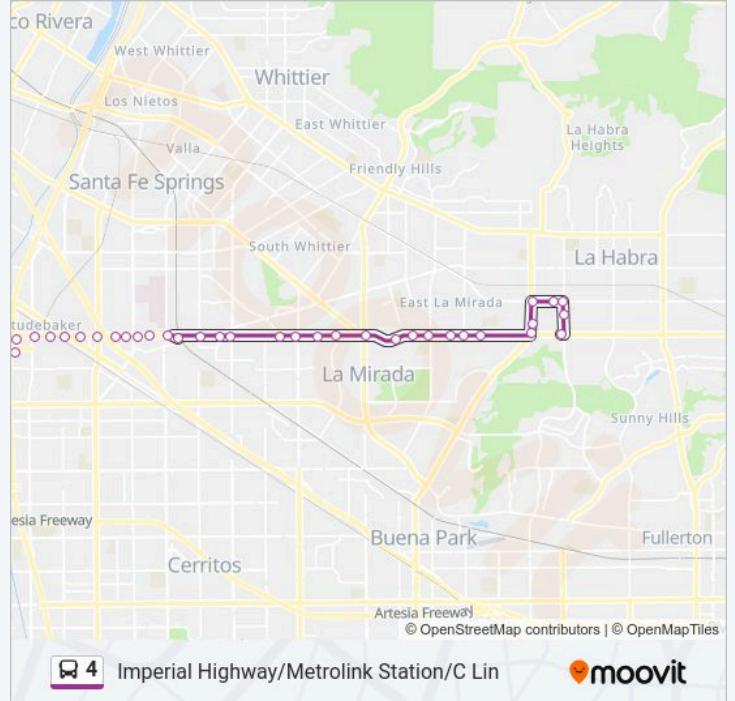 co Rivera
West Whittier
Whittier
Los Nietos
East Whittier
La Habra
Heights
Valla
Friendly Hills
Santa Fe Springs
South Whittier
La Habra
East La Mirada
tudebaker
La Mirada
Sunny Hills
esia Freeway
Buena Park
Fullerton
Cerritos
Artesia Freeway
© OpenStreetMap contributors | © OpenMapTiles
4 Imperial Highway/Metrolink Station/C Lin
moovit